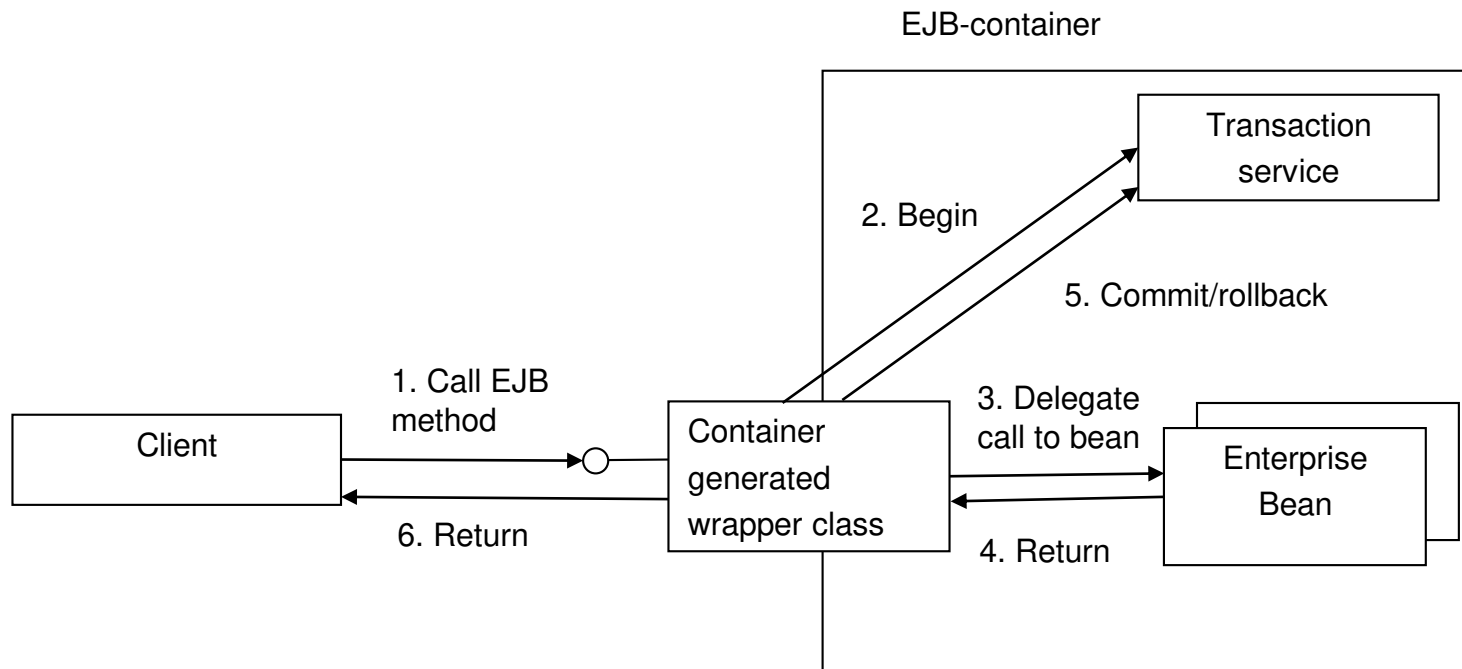 EJB-container
Transaction
service
2. Begin
5. Commit/rollback
1. Call EJB
method
3. Delegate
call to bean
Client
Container
generated
wrapper class
Enterprise
Bean
6. Return
4. Return